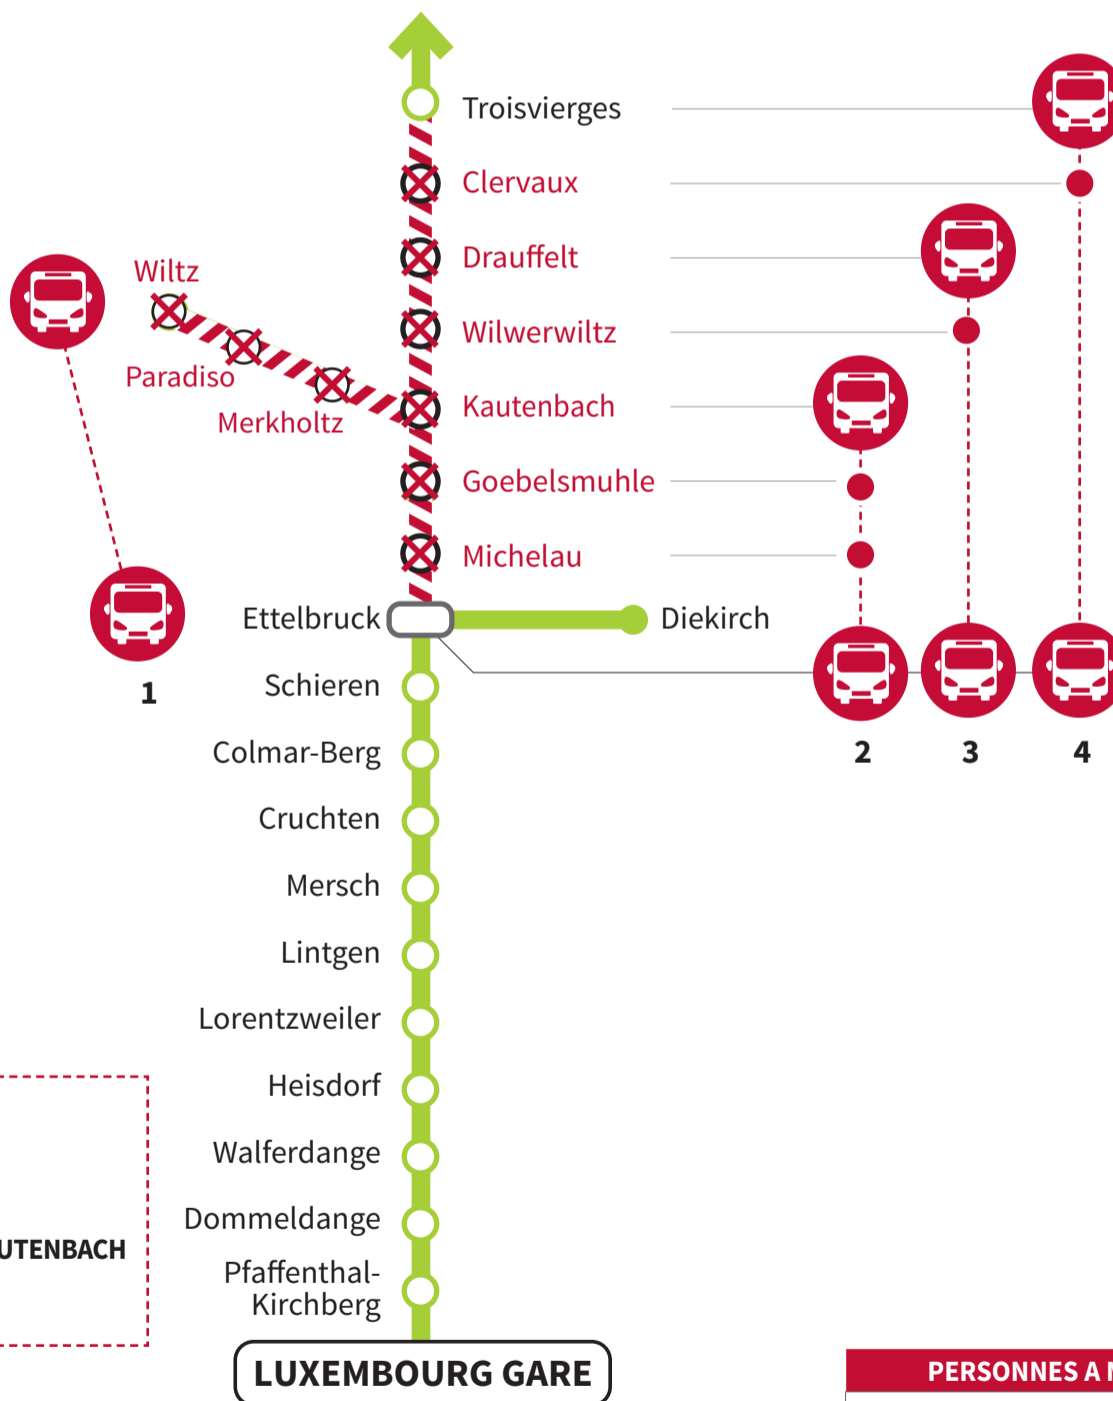 Troisvierges
Clervaux
Drauffelt
Wilwerwiltz
Kautenbach
Goebelsmuhle
Michelau
Wiltz
Paradiso
Merkholtz
1
Ettelbruck
Diekirch
Schieren
Colmar-Berg
Cruchten
Mersch
Lintgen
Lorentzweiler
Heisdorf
Walferdange
Dommeldange
Pfaffenthal-
Kirchberg
LUXEMBOURG GARE
2
3
4
UTENBACH
PERSONNES A